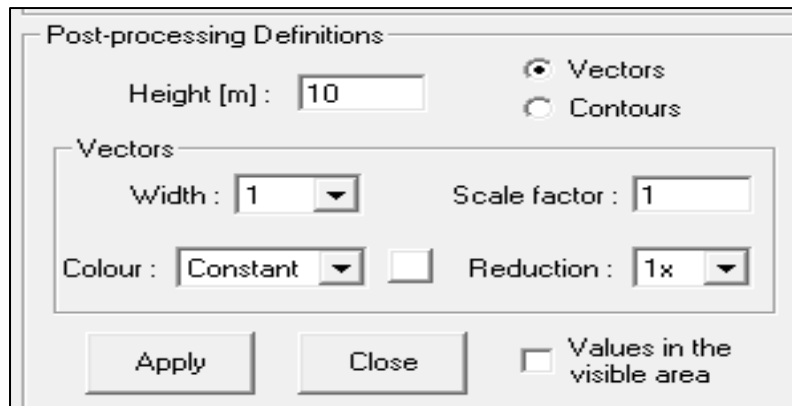 Post-processing Definitions
Height [m] : 10
Vectors
Contours
Vectors
Width : 1 Scale factor : 1
Colour : Constant Reduction : 1x
Apply Close Values in the
visible area